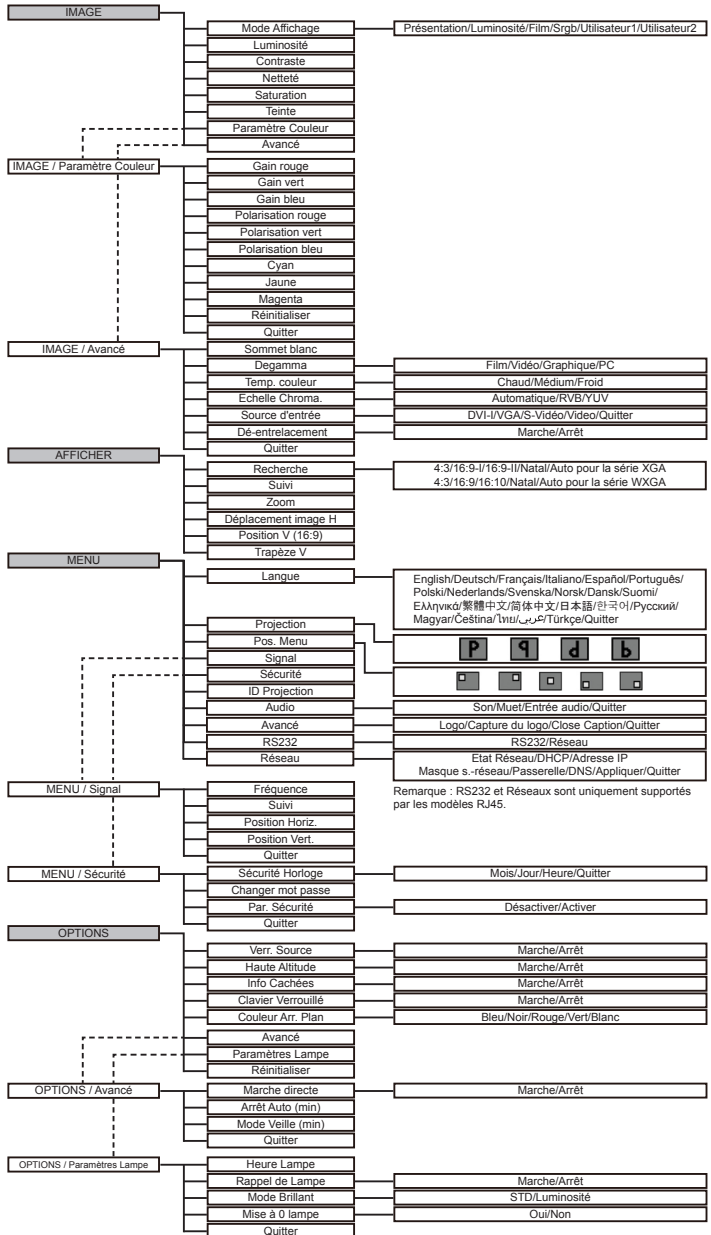 IMAGE
Mode Affichage
Présentation/Luminosité/Film/Srgb/Utilisateur1/Utilisateur2
Luminosité
Contraste
Netteté
Saturation
Teinte
Paramètre Couleur
Avancé
IMAGE / Paramètre Couleur
Gain rouge
Gain vert
Gain bleu
Polarisation rouge
Polarisation vert
Polarisation bleu
Cyan
Jaune
Magenta
Réinitialiser
Quitter
IMAGE / Avancé
Sommet blanc
Degamma
Film/Vidéo/Graphique/PC
Temp. couleur
Chaud/Médium/Froid
Echelle Chroma.
Automatique/RVB/YUV
Source d'entrée
DVI-I/VGA/S-Vidéo/Video/Quitter
Dé-entrelacement
Marche/Arrêt
Quitter
AFFICHER
Recherche
4:3/16:9-I/16:9-II/Natal/Auto pour la série XGA
4:3/16:9/16:10/Natal/Auto pour la série WXGA
Suivi
Zoom
Déplacement image H
Position V (16:9)
Trapèze V
MENU
Langue
English/Deutsch/Français/Italiano/Español/Português/
Polski/Nederlands/Svenska/Norsk/Dansk/Suomi/
Ελληνικά/繁體中文/简体中文/日本語/한국어/Русский/
Magyar/Čeština/ไทย/عربي/Türkçe/Quitter
Projection
Pos. Menu
Signal
Sécurité
ID Projection
Audio
Son/Muet/Entrée audio/Quitter
Avancé
Logo/Capture du logo/Close Caption/Quitter
RS232
RS232/Réseau
Réseau
Etat Réseau/DHCP/Adresse IP
Masque s.-réseau/Passerelle/DNS/Appliquer/Quitter
Remarque : RS232 et Réseaux sont uniquement supportés
par les modèles RJ45.
MENU / Signal
Fréquence
Suivi
Position Horiz.
Position Vert.
Quitter
MENU / Sécurité
Sécurité Horloge
Mois/Jour/Heure/Quitter
Changer mot passe
Par. Sécurité
Désactiver/Activer
Quitter
OPTIONS
Verr. Source
Marche/Arrêt
Haute Altitude
Marche/Arrêt
Info Cachées
Marche/Arrêt
Clavier Verrouillé
Marche/Arrêt
Couleur Arr. Plan
Bleu/Noir/Rouge/Vert/Blanc
Avancé
Paramètres Lampe
Réinitialiser
OPTIONS / Avancé
Marche directe
Marche/Arrêt
Arrêt Auto (min)
Mode Veille (min)
Quitter
OPTIONS / Paramètres Lampe
Heure Lampe
Rappel de Lampe
Marche/Arrêt
Mode Brillant
STD/Luminosité
Mise à 0 lampe
Oui/Non
Quitter